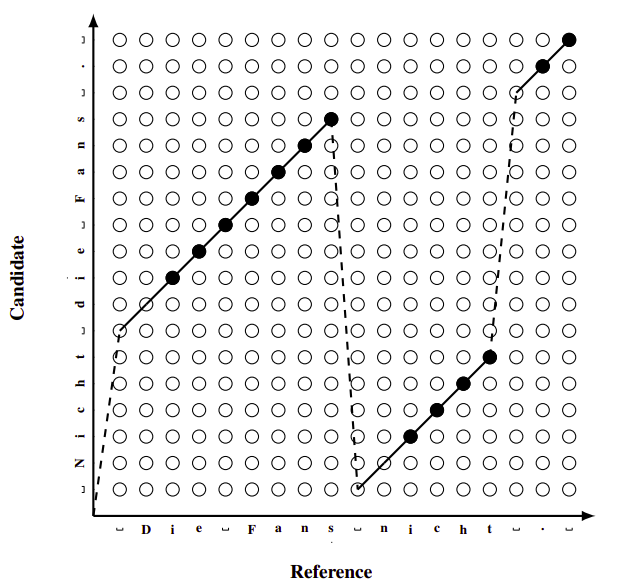 Candidate
␣ N i c h t ␣ d i e ␣ F a n s ␣ . ␣
␣ D i e ␣ F a n s ␣ n i c h t ␣ . ␣
Reference